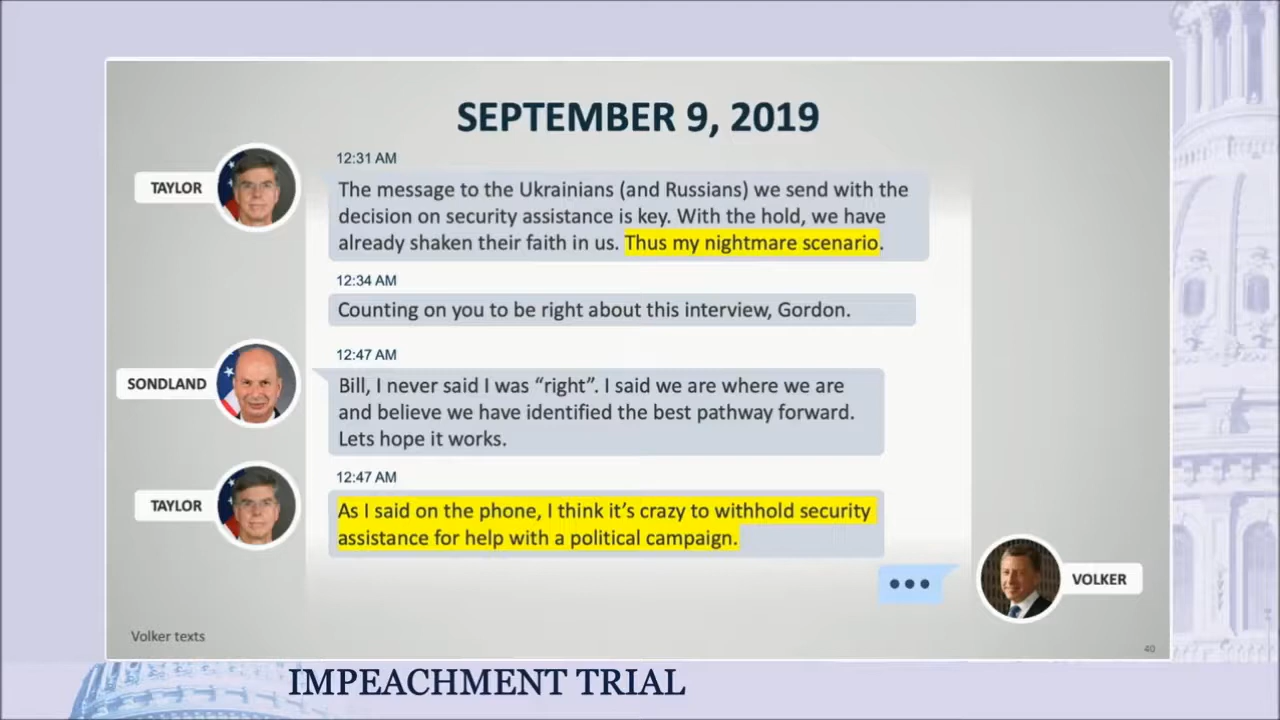 SEPTEMBER 9, 2019
12:31 AM
TAYLOR
The message to the Ukrainians (and Russians) we send with the
decision on security assistance is key. With the hold, we have
already shaken their faith in us. Thus my nightmare scenario.
12:34 AM
Counting on you to be right about this interview, Gordon.
12:47 AM
SONDLAND
Bill, I never said I was “right”. I said we are where we are
and believe we have identified the best pathway forward.
Lets hope it works.
12:47 AM
TAYLOR
As I said on the phone, I think it’s crazy to withhold security
assistance for help with a political campaign.
VOLKER
Volker texts
40
IMPEACHMENT TRIAL